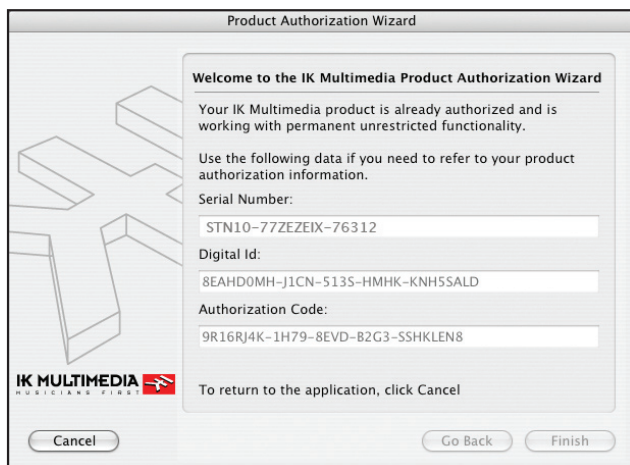 Product Authorization Wizard
Welcome to the IK Multimedia Product Authorization Wizard
Your IK Multimedia product is already authorized and is
working with permanent unrestricted functionality.
Use the following data if you need to refer to your product
authorization information.
Serial Number:
STN10-77ZEZEIX-76312
Digital Id:
8EAHD0MH-J1CN-513S-HMHK-KNH5SALD
Authorization Code:
9R16RJ4K-1H79-8EVD-B2G3-SSHKLEN8
To return to the application, click Cancel
IK MULTIMEDIA
MUSICIANS FIRST
Cancel
Go Back
Finish